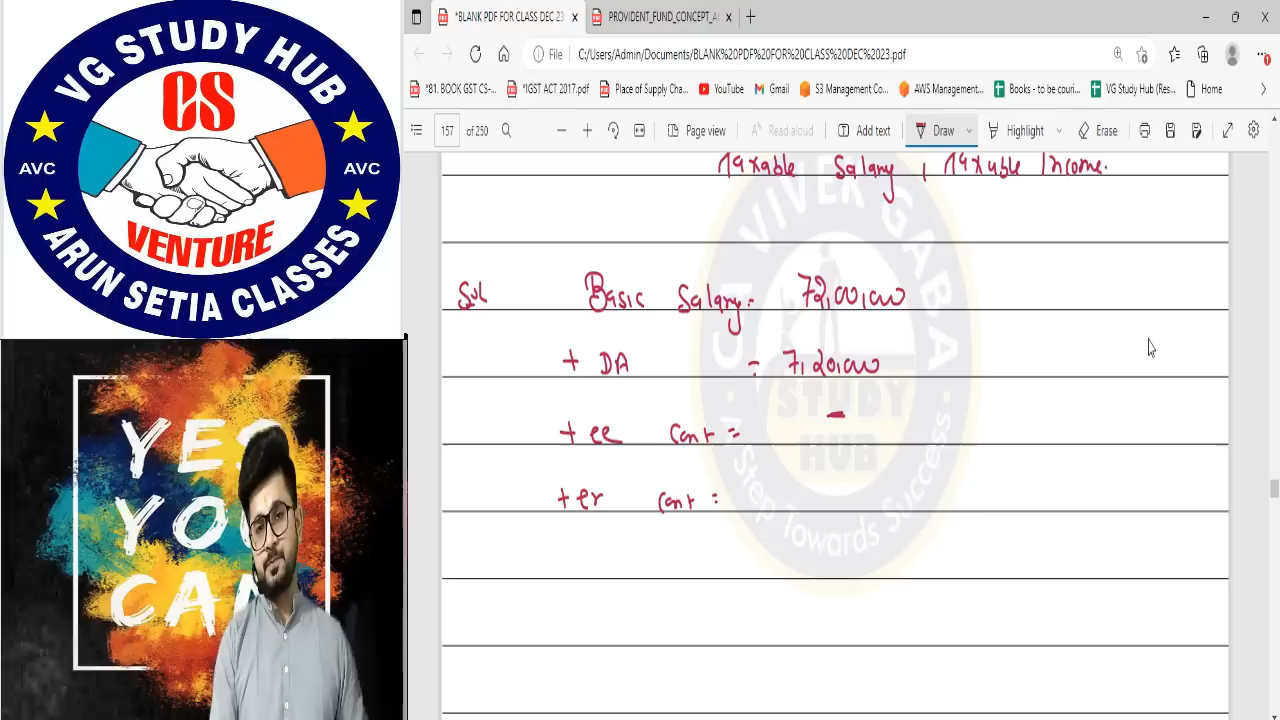 VG STUDY HUB
CS
AVC
AVC
VENTURE
ARUN SETIA CLASSES
YES
YOU
CAN
*BLANK PDF FOR CLASS DEC 23
PROVIDENT_FUND_CONCEPT_A
File
C:/Users/Admin/Documents/BLANK%20PDF%20FOR%20CLASS%20DEC%2023.pdf
*81. BOOK GST CS-...
*IGST ACT 2017.pdf
Place of Supply Cha...
YouTube
Gmail
S3 Management Co...
AWS Management...
Books - to be couri...
VG Study Hub (Res...
Home
157 of 250
Page view
Read aloud
Add text
Draw
Highlight
Erase
Taxable Salary, Taxable Income.
Sol Basic Salary = 72,00,000
+ DA = 7,20,000
+ ee Cont =
+ er Cont =
VIVEK GABA
STUDY
HUB
A Step Towards Success